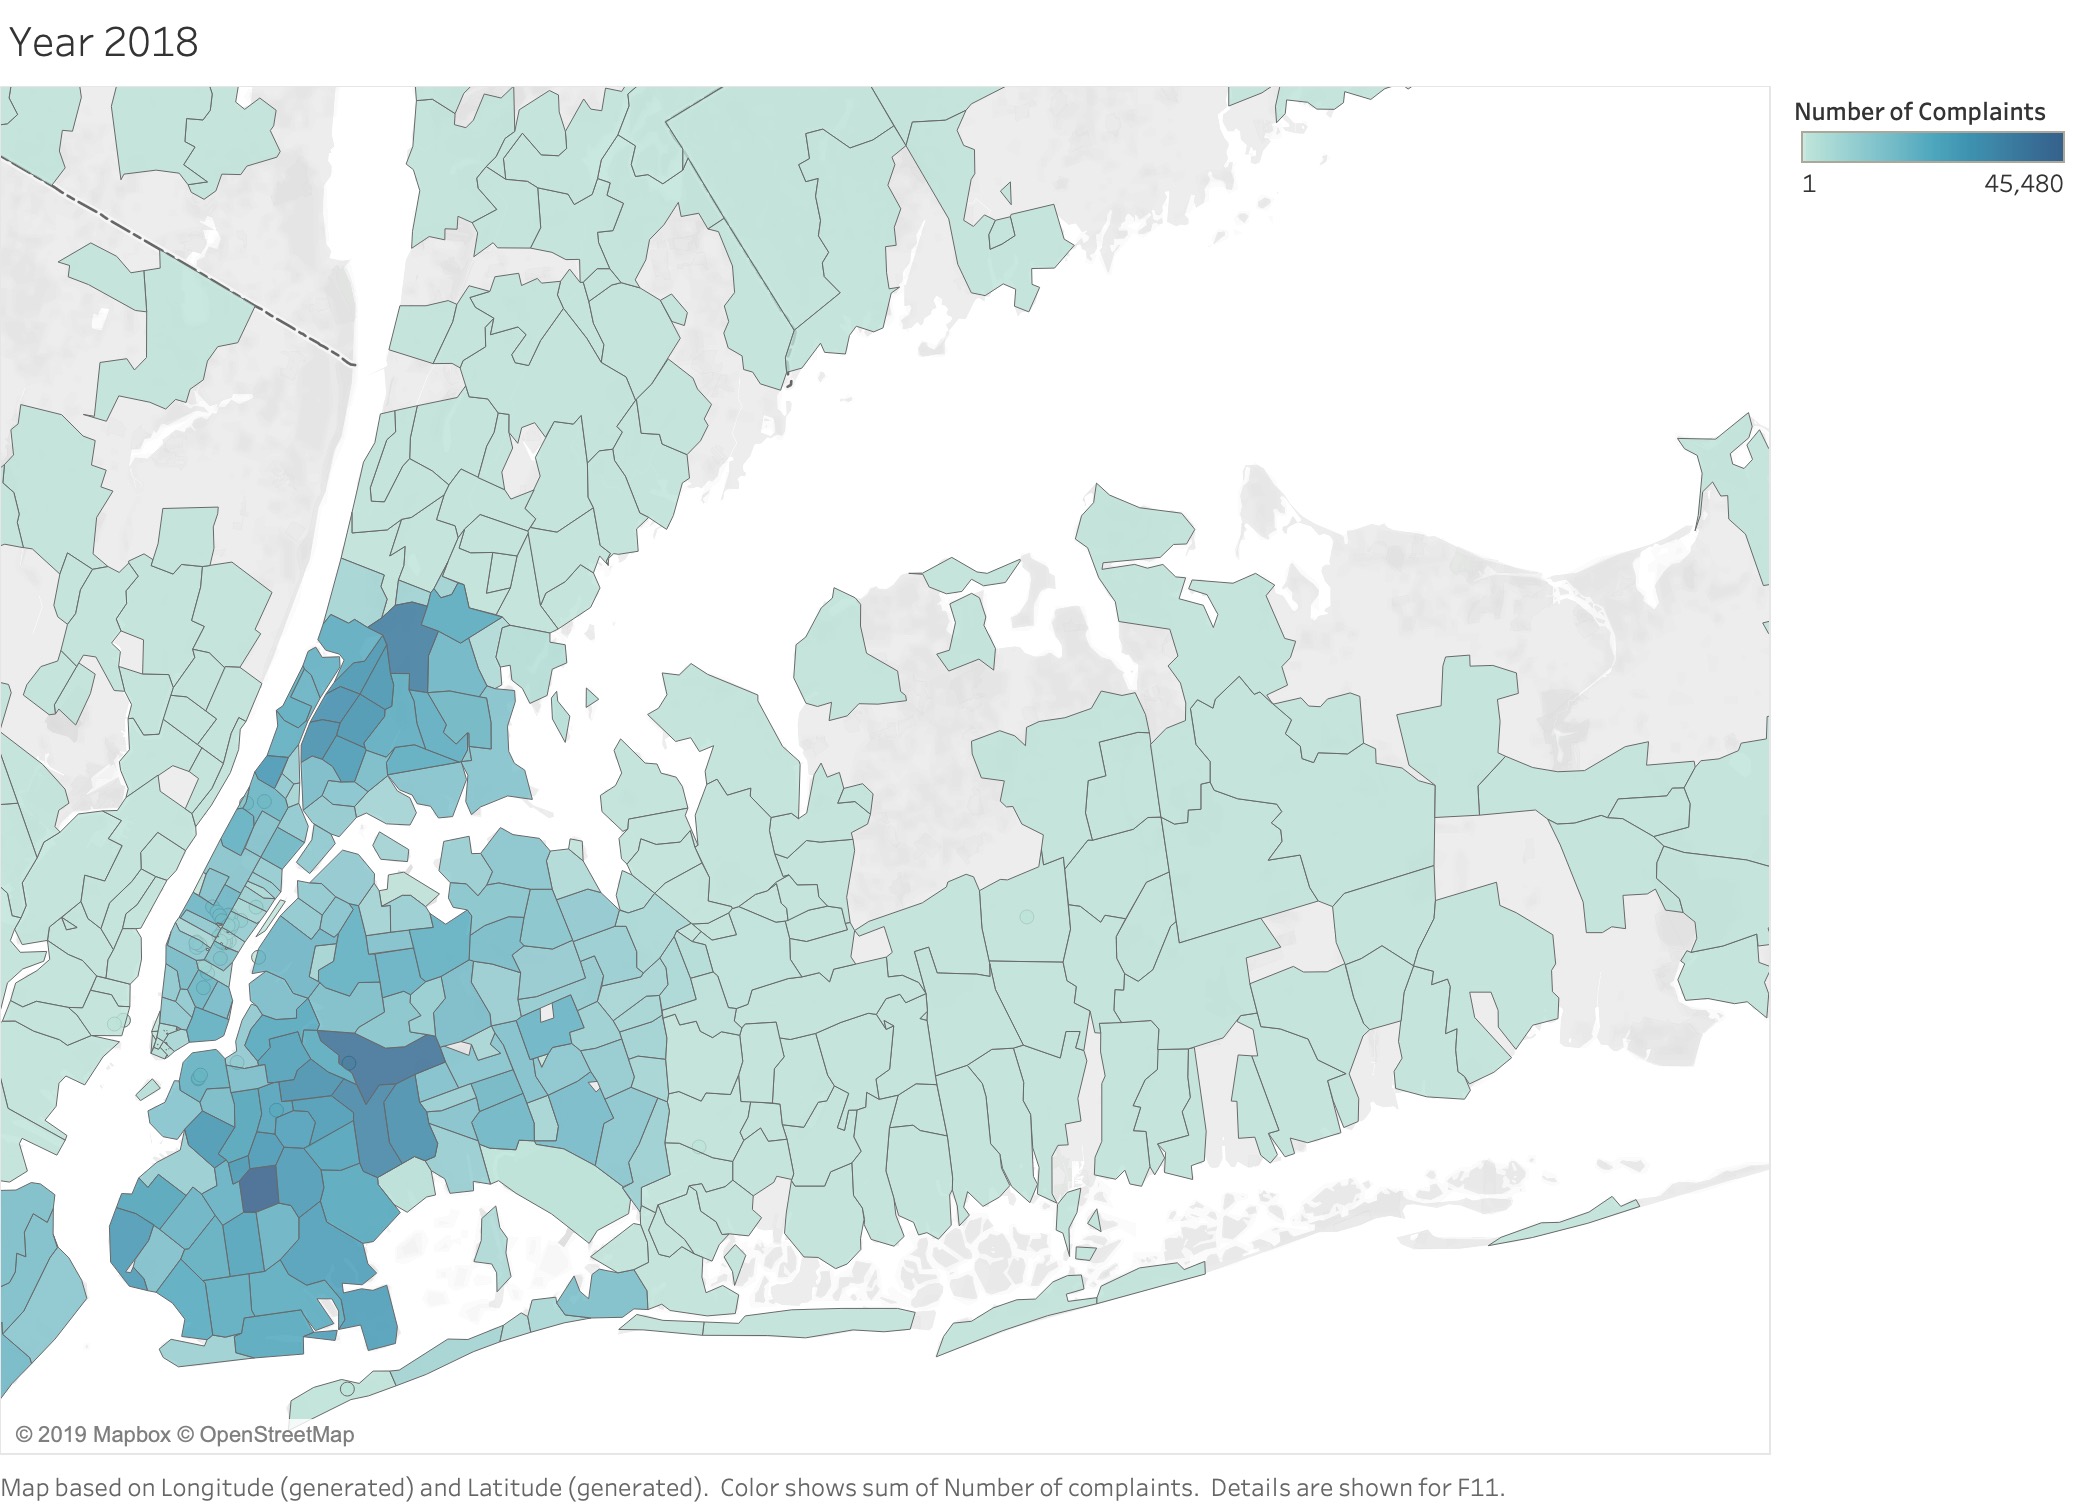 Year 2018
Number of Complaints
1 45,480
© 2019 Mapbox © OpenStreetMap
Map based on Longitude (generated) and Latitude (generated).  Color shows sum of Number of complaints.  Details are shown for F11.